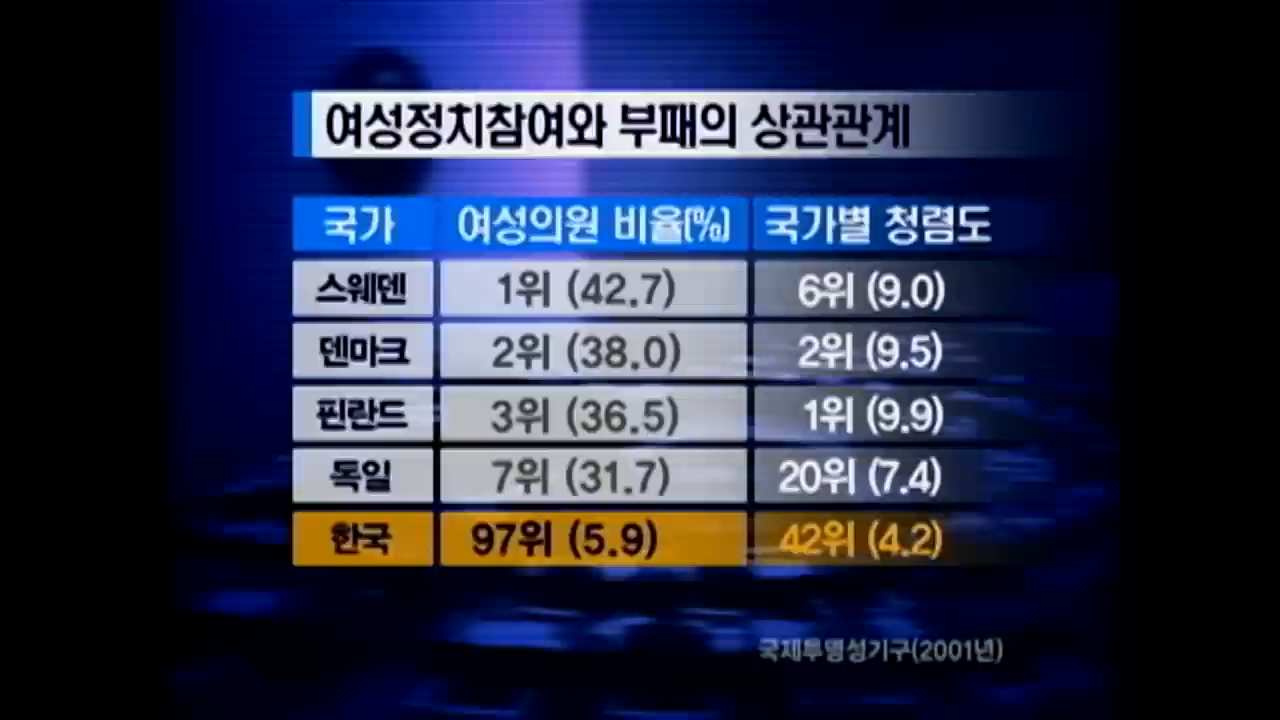 여성정치참여와 부패의 상관관계
국가 여성의원 비율(%) 국가별 청렴도
스웨덴 1위 (42.7) 6위 (9.0)
덴마크 2위 (38.0) 2위 (9.5)
핀란드 3위 (36.5) 1위 (9.9)
독일 7위 (31.7) 20위 (7.4)
한국 97위 (5.9) 42위 (4.2)
국제투명성기구(2001년)